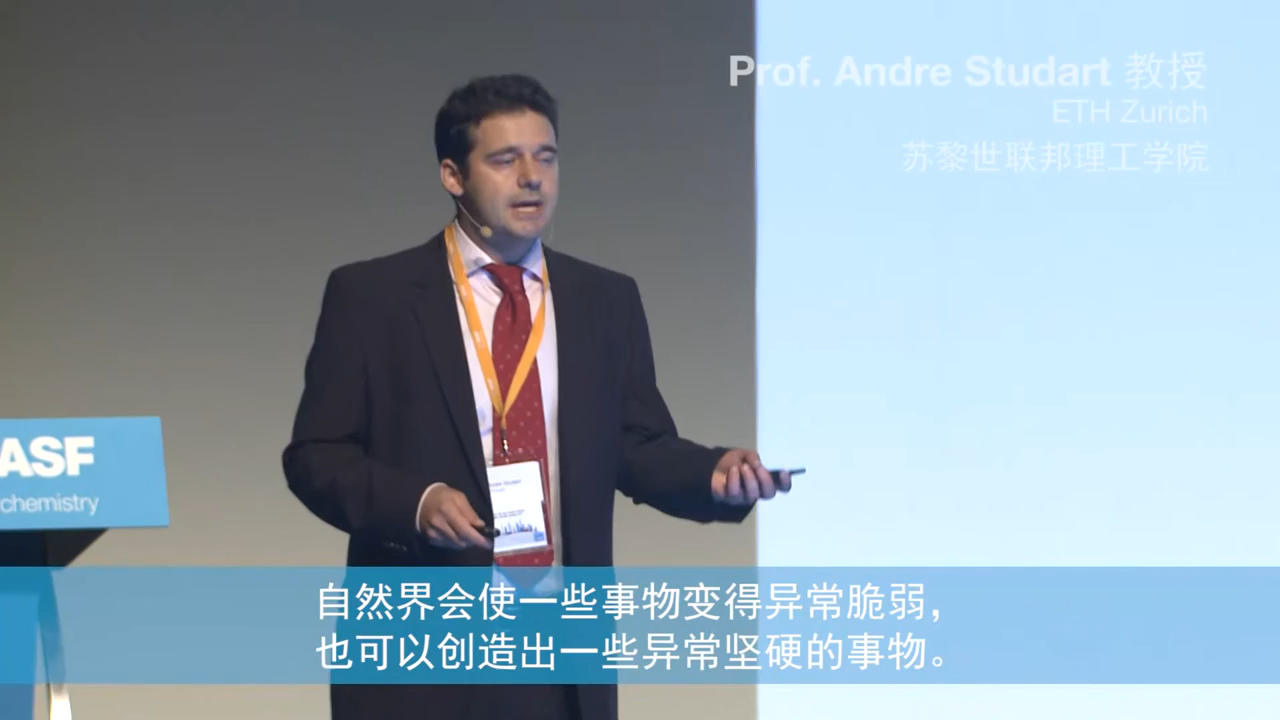 Prof. Andre Studart 教授
ETH Zurich
苏黎世联邦理工学院
ASF
chemistry
自然界会使一些事物变得异常脆弱，
也可以创造出一些异常坚硬的事物。